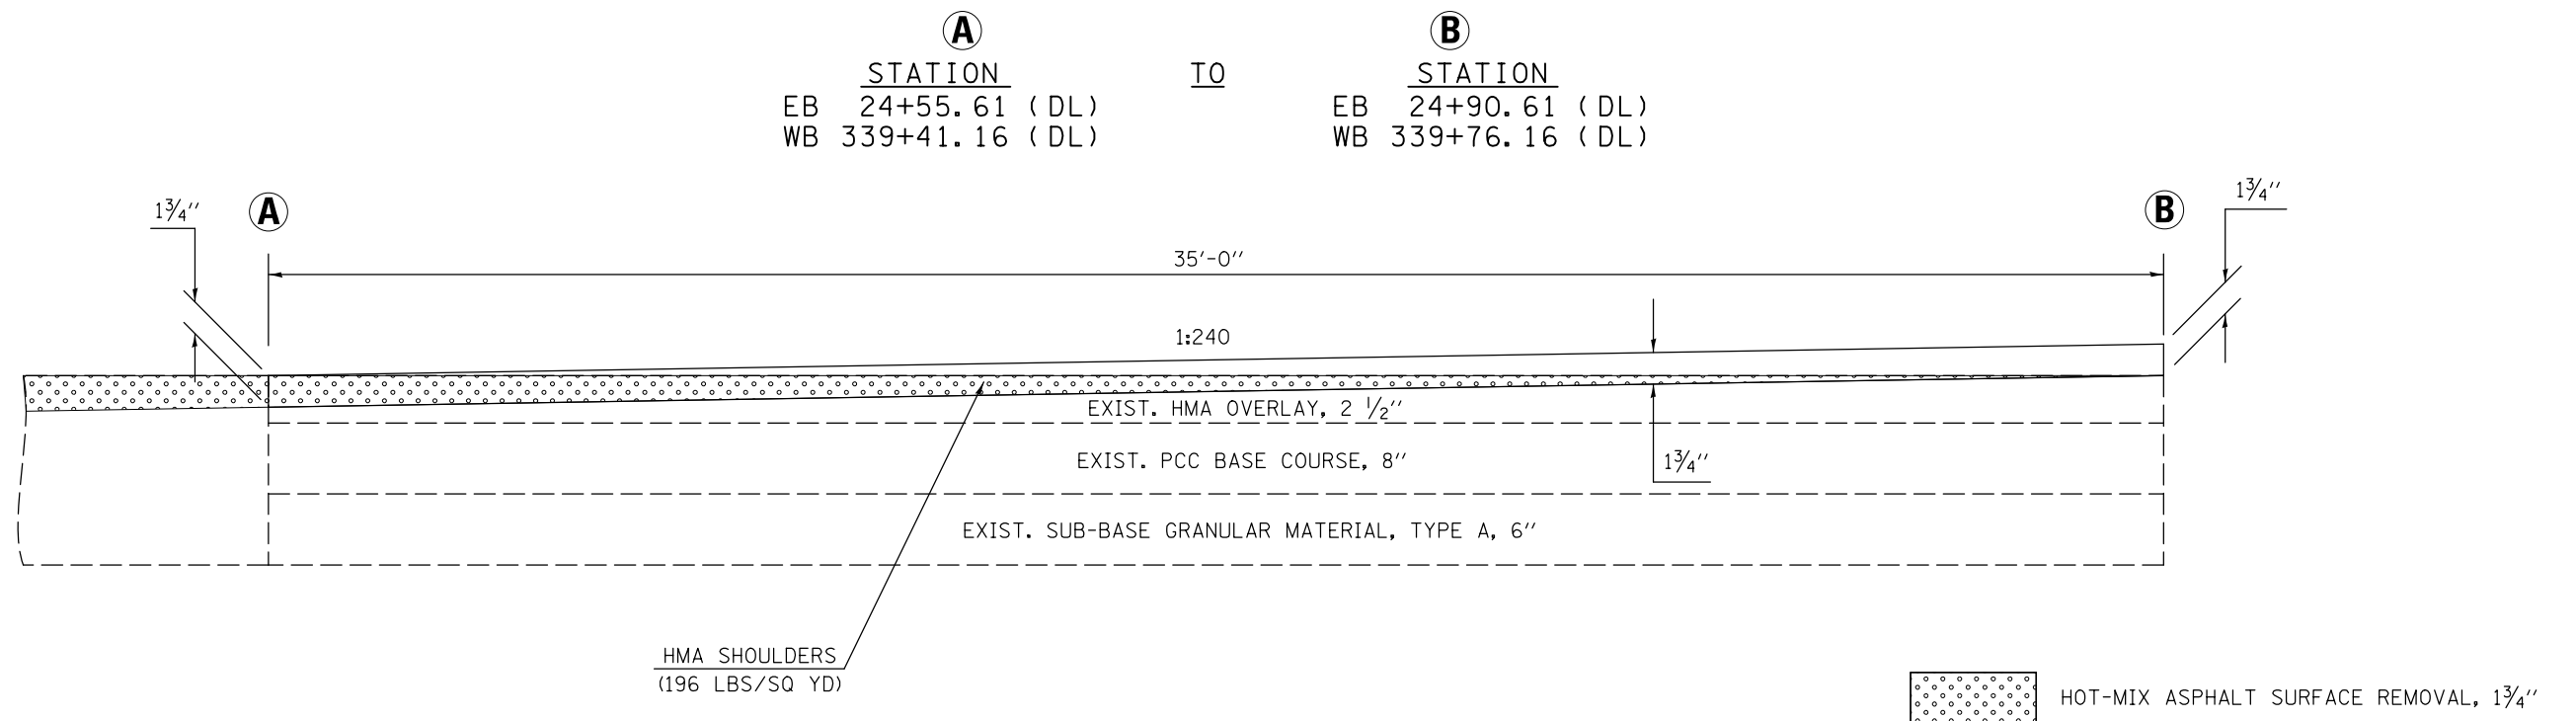 A B
STATION TO STATION
EB 24+55.61 (DL) EB 24+90.61 (DL)
WB 339+41.16 (DL) WB 339+76.16 (DL)
1¾″ A B 1¾″
35′-0″
1:240
EXIST. HMA OVERLAY, 2 ½″
EXIST. PCC BASE COURSE, 8″
1¾″
EXIST. SUB-BASE GRANULAR MATERIAL, TYPE A, 6″
HMA SHOULDERS
(196 LBS/SQ YD)
HOT-MIX ASPHALT SURFACE REMOVAL, 1¾″